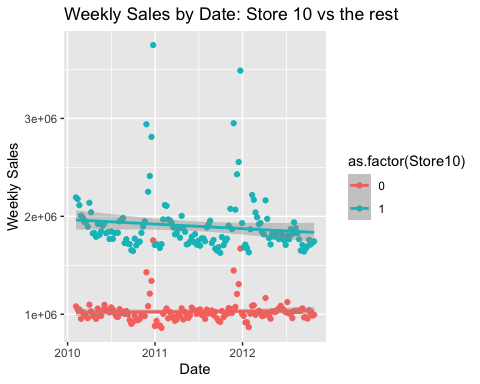 Weekly Sales by Date: Store 10 vs the rest
Weekly Sales
3e+06
2e+06
1e+06
2010
2011
2012
Date
as.factor(Store10)
0
1